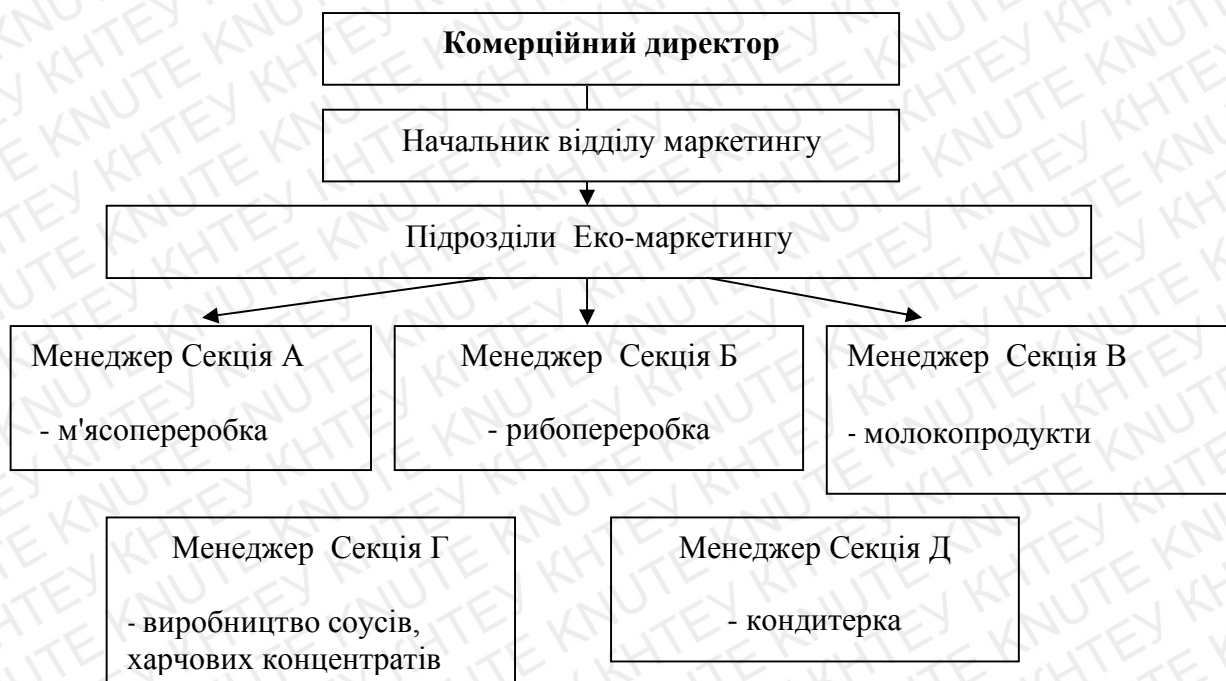 Комерційний директор
Начальник відділу маркетингу
Підрозділи Еко-маркетингу
Менеджер Секція А
- м'ясопереробка
Менеджер Секція Б
- рибопереробка
Менеджер Секція В
- молокопродукти
Менеджер Секція Г
- виробництво соусів,
харчових концентратів
Менеджер Секція Д
- кондитерка